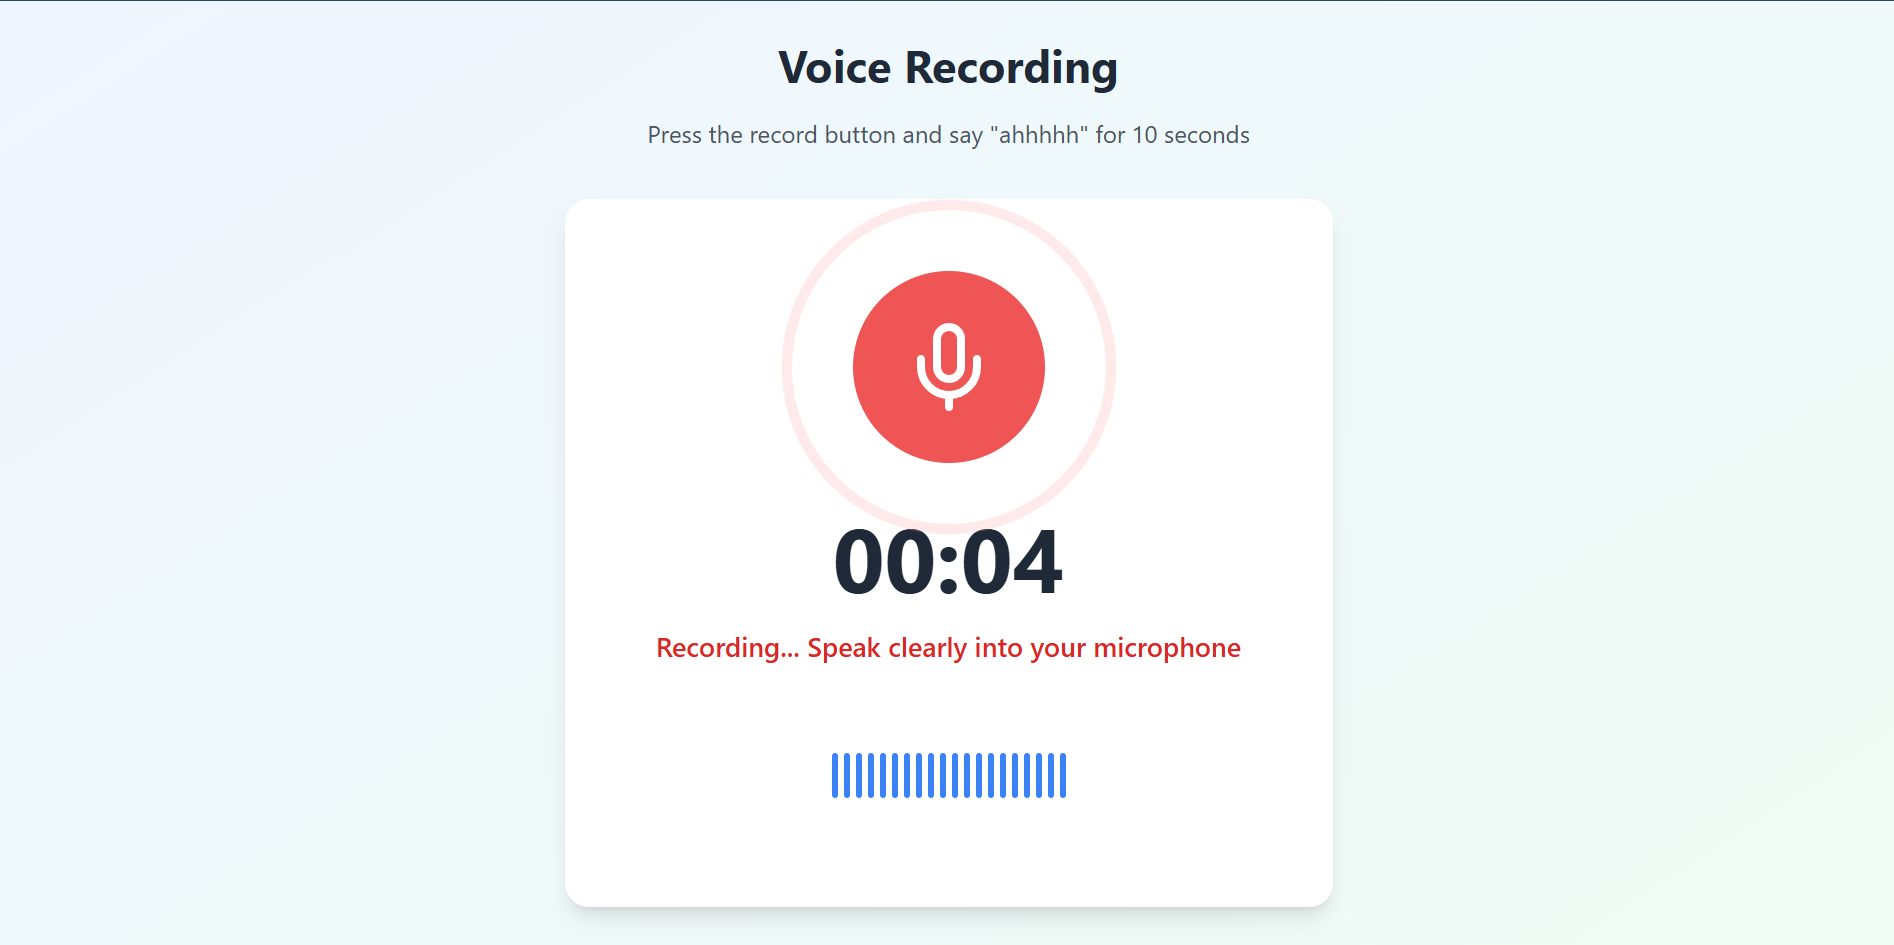 Voice Recording
Press the record button and say "ahhhhh" for 10 seconds
00:04
Recording... Speak clearly into your microphone